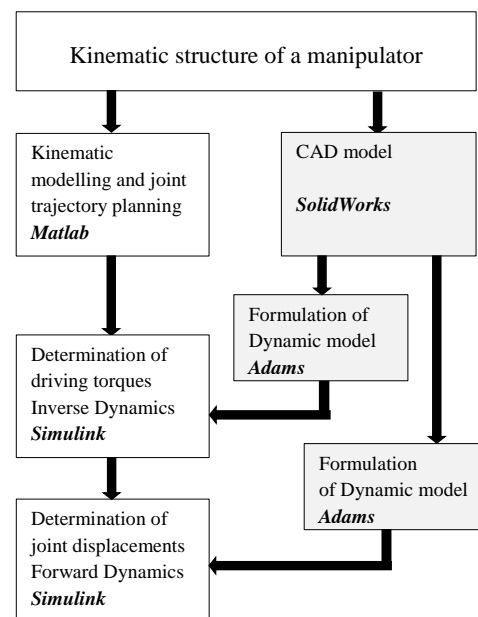 Kinematic structure of a manipulator
Kinematic
modelling and joint
trajectory planning
Matlab
CAD model
SolidWorks
Formulation of
Dynamic model
Adams
Determination of
driving torques
Inverse Dynamics
Simulink
Formulation
of Dynamic model
Adams
Determination of
joint displacements
Forward Dynamics
Simulink